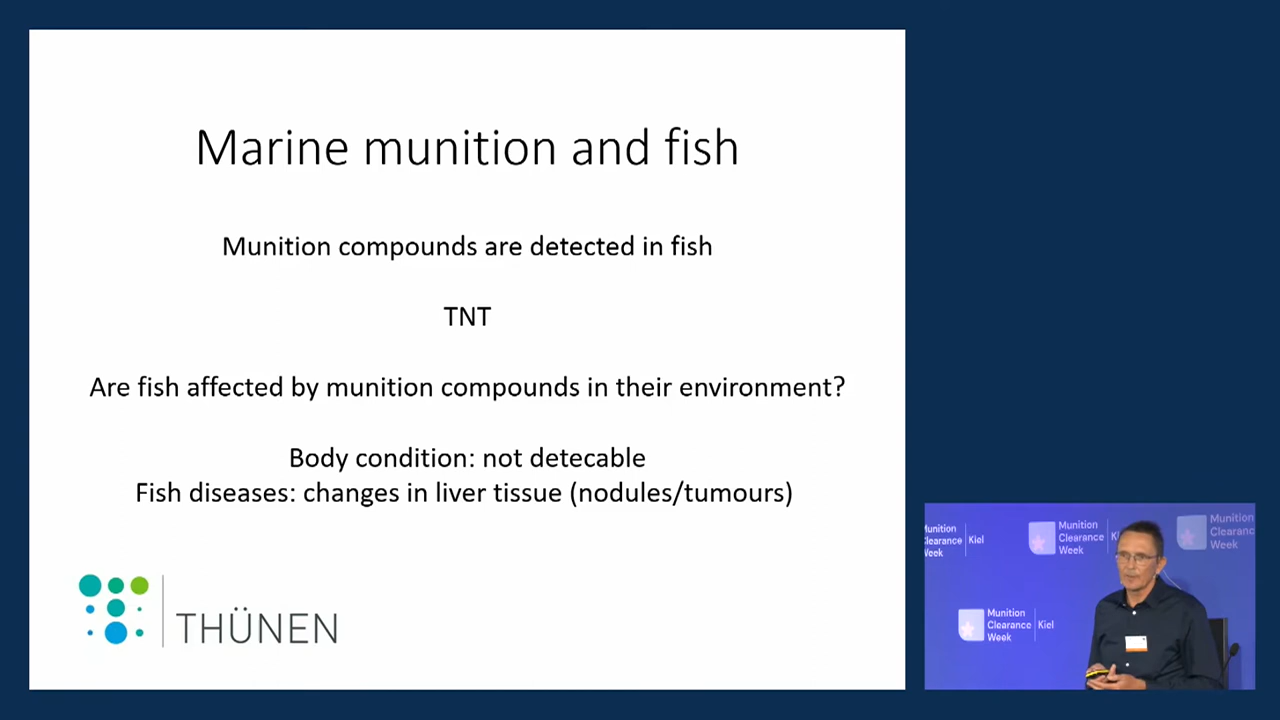 Marine munition and fish
Munition compounds are detected in fish
TNT
Are fish affected by munition compounds in their environment?
Body condition: not detecable
Fish diseases: changes in liver tissue (nodules/tumours)
THÜNEN
Munition
Clearance
Week
Kiel
Munition
Clearance
Week
Munition
Clearance
Week
Munition
Clearance
Week
Kiel